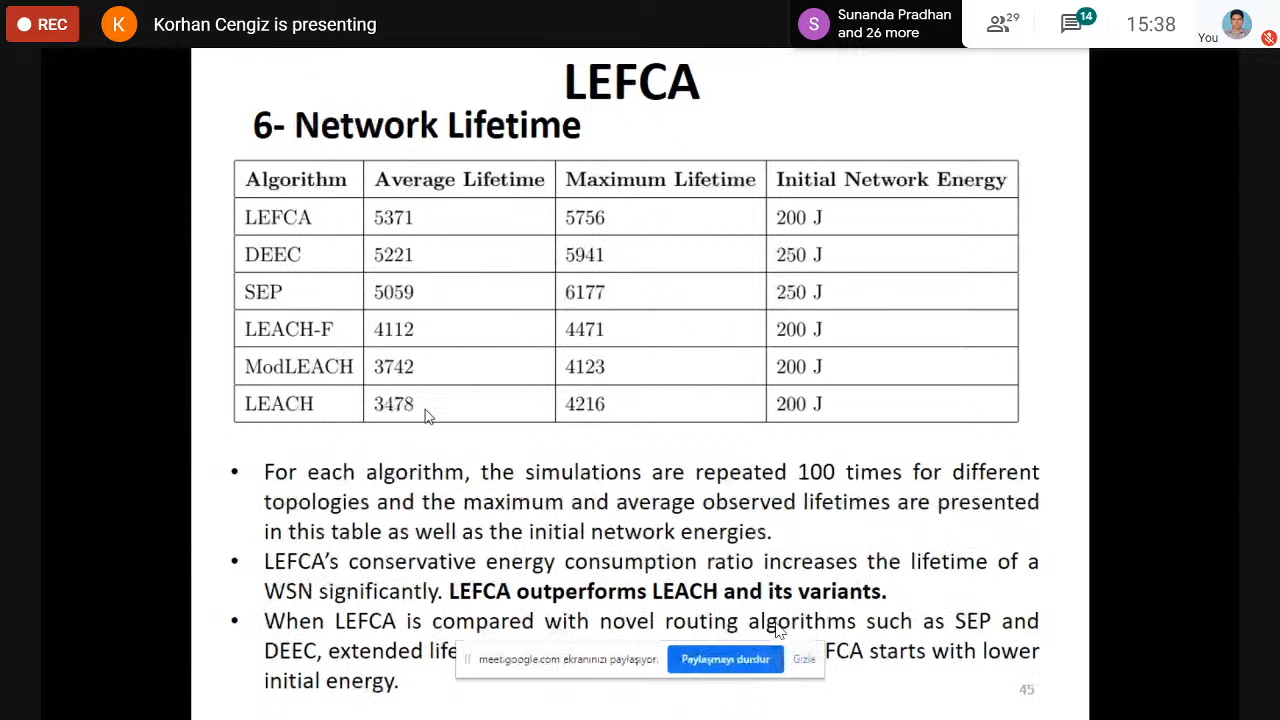 REC
K
Korhan Cengiz is presenting
S
Sunanda Pradhan
and 26 more
29
14
15:38
You
LEFCA
6- Network Lifetime
Algorithm Average Lifetime Maximum Lifetime Initial Network Energy
LEFCA 5371 5756 200 J
DEEC 5221 5941 250 J
SEP 5059 6177 250 J
LEACH-F 4112 4471 200 J
ModLEACH 3742 4123 200 J
LEACH 3478 4216 200 J
• For each algorithm, the simulations are repeated 100 times for different
topologies and the maximum and average observed lifetimes are presented
in this table as well as the initial network energies.
• LEFCA's conservative energy consumption ratio increases the lifetime of a
WSN significantly. LEFCA outperforms LEACH and its variants.
• When LEFCA is compared with novel routing algorithms such as SEP and
DEEC, extended FCA starts with lower
initial energy.
meet.google.com ekranınızı paylaşıyor. Paylaşmayı durdur Gizle
45